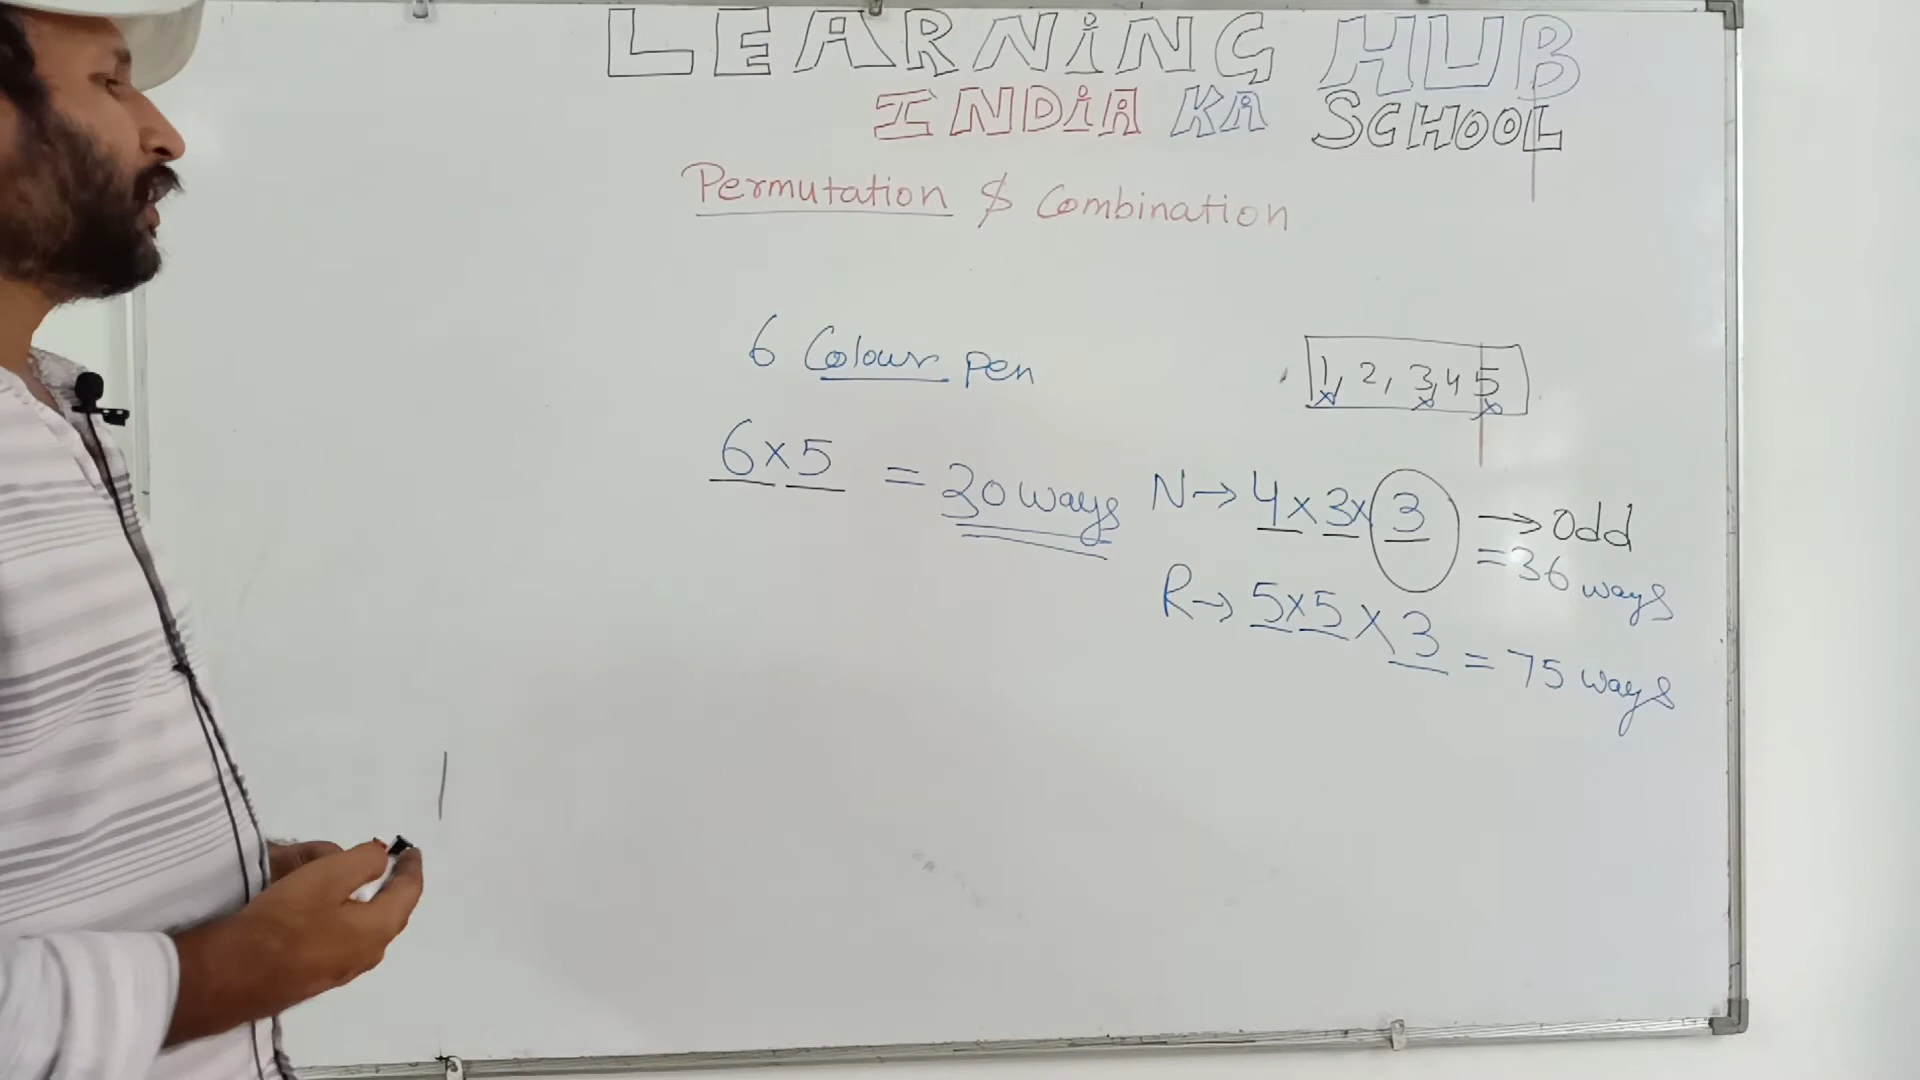 LEARNiNG HUB
INDiA KA SCHOOL
Permutation & Combination
6 Colour pen
1, 2, 3, 4 5
6×5 = 30 ways
N→ 4×3×3 → Odd
= 36 ways
R→ 5×5×3 = 75 ways